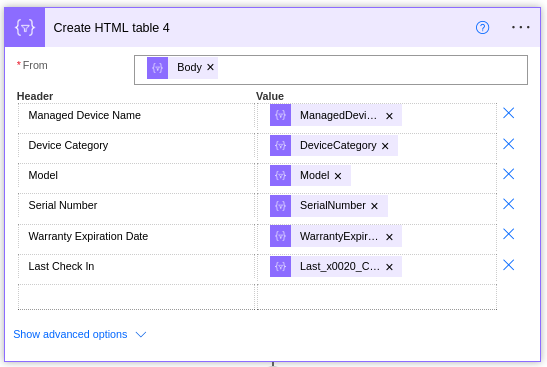 Create HTML table 4
* From
Body ×
Header Value
Managed Device Name ManagedDevi... ×
Device Category DeviceCategory ×
Model Model ×
Serial Number SerialNumber ×
Warranty Expiration Date WarrantyExpir... ×
Last Check In Last_x0020_C... ×
Show advanced options